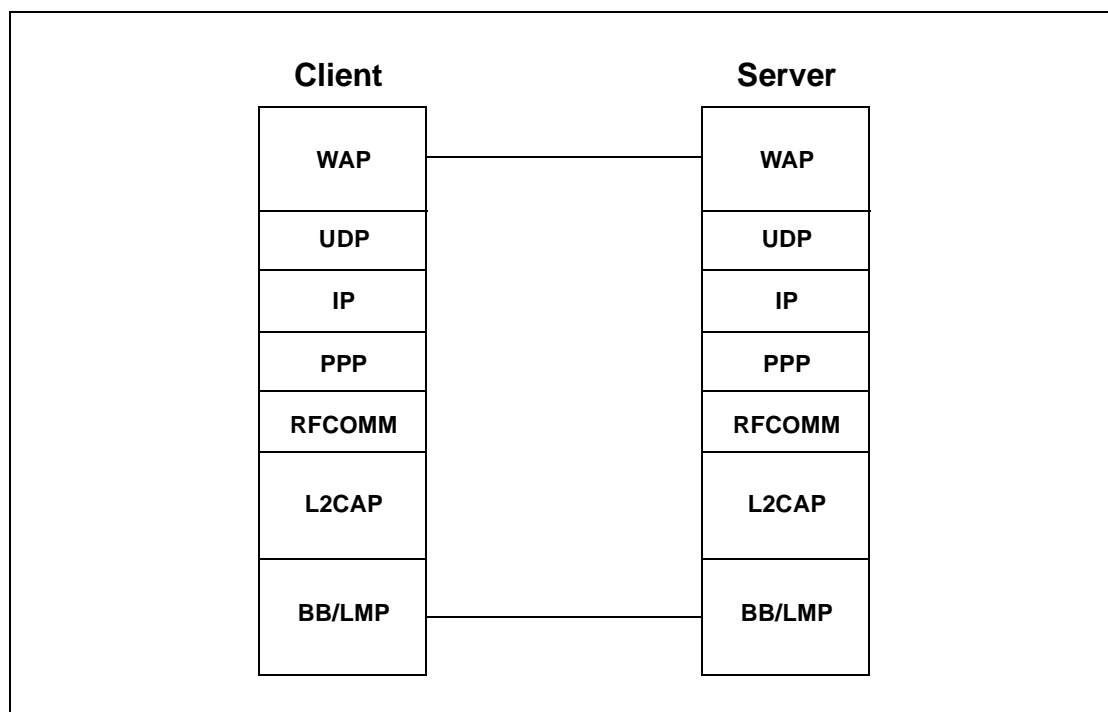 Client
WAP
UDP
IP
PPP
RFCOMM
L2CAP
BB/LMP
Server
WAP
UDP
IP
PPP
RFCOMM
L2CAP
BB/LMP